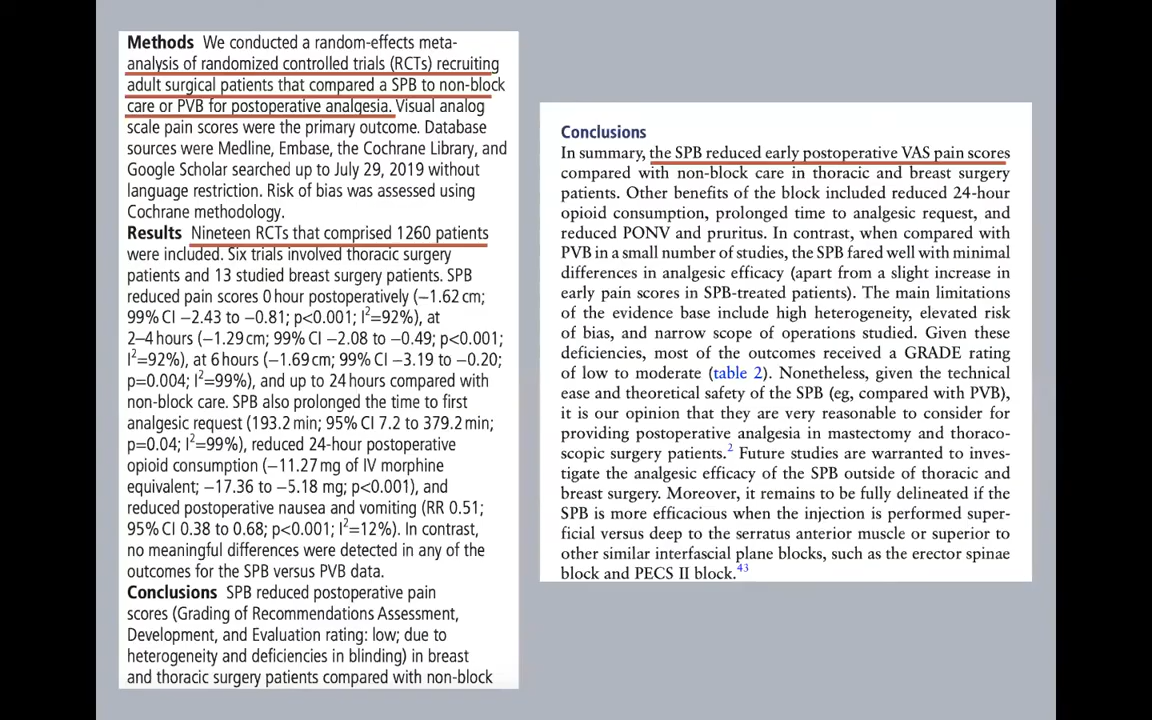 Methods We conducted a random-effects meta-
analysis of randomized controlled trials (RCTs) recruiting
adult surgical patients that compared a SPB to non-block
care or PVB for postoperative analgesia. Visual analog
scale pain scores were the primary outcome. Database
sources were Medline, Embase, the Cochrane Library, and
Google Scholar searched up to July 29, 2019 without
language restriction. Risk of bias was assessed using
Cochrane methodology.
Results Nineteen RCTs that comprised 1260 patients
were included. Six trials involved thoracic surgery
patients and 13 studied breast surgery patients. SPB
reduced pain scores 0 hour postoperatively (−1.62 cm;
99% CI −2.43 to −0.81; p<0.001; I²=92%), at
2–4 hours (−1.29 cm; 99% CI −2.08 to −0.49; p<0.001;
I²=92%), at 6 hours (−1.69 cm; 99% CI −3.19 to −0.20;
p=0.004; I²=99%), and up to 24 hours compared with
non-block care. SPB also prolonged the time to first
analgesic request (193.2 min; 95% CI 7.2 to 379.2 min;
p=0.04; I²=99%), reduced 24-hour postoperative
opioid consumption (−11.27 mg of IV morphine
equivalent; −17.36 to −5.18 mg; p<0.001), and
reduced postoperative nausea and vomiting (RR 0.51;
95% CI 0.38 to 0.68; p<0.001; I²=12%). In contrast,
no meaningful differences were detected in any of the
outcomes for the SPB versus PVB data.
Conclusions SPB reduced postoperative pain
scores (Grading of Recommendations Assessment,
Development, and Evaluation rating: low; due to
heterogeneity and deficiencies in blinding) in breast
and thoracic surgery patients compared with non-block
Conclusions
In summary, the SPB reduced early postoperative VAS pain scores
compared with non-block care in thoracic and breast surgery
patients. Other benefits of the block included reduced 24-hour
opioid consumption, prolonged time to analgesic request, and
reduced PONV and pruritus. In contrast, when compared with
PVB in a small number of studies, the SPB fared well with minimal
differences in analgesic efficacy (apart from a slight increase in
early pain scores in SPB-treated patients). The main limitations
of the evidence base include high heterogeneity, elevated risk
of bias, and narrow scope of operations studied. Given these
deficiencies, most of the outcomes received a GRADE rating
of low to moderate (table 2). Nonetheless, given the technical
ease and theoretical safety of the SPB (eg, compared with PVB),
it is our opinion that they are very reasonable to consider for
providing postoperative analgesia in mastectomy and thoraco-
scopic surgery patients.² Future studies are warranted to inves-
tigate the analgesic efficacy of the SPB outside of thoracic and
breast surgery. Moreover, it remains to be fully delineated if the
SPB is more efficacious when the injection is performed super-
ficial versus deep to the serratus anterior muscle or superior to
other similar interfascial plane blocks, such as the erector spinae
block and PECS II block.⁴³